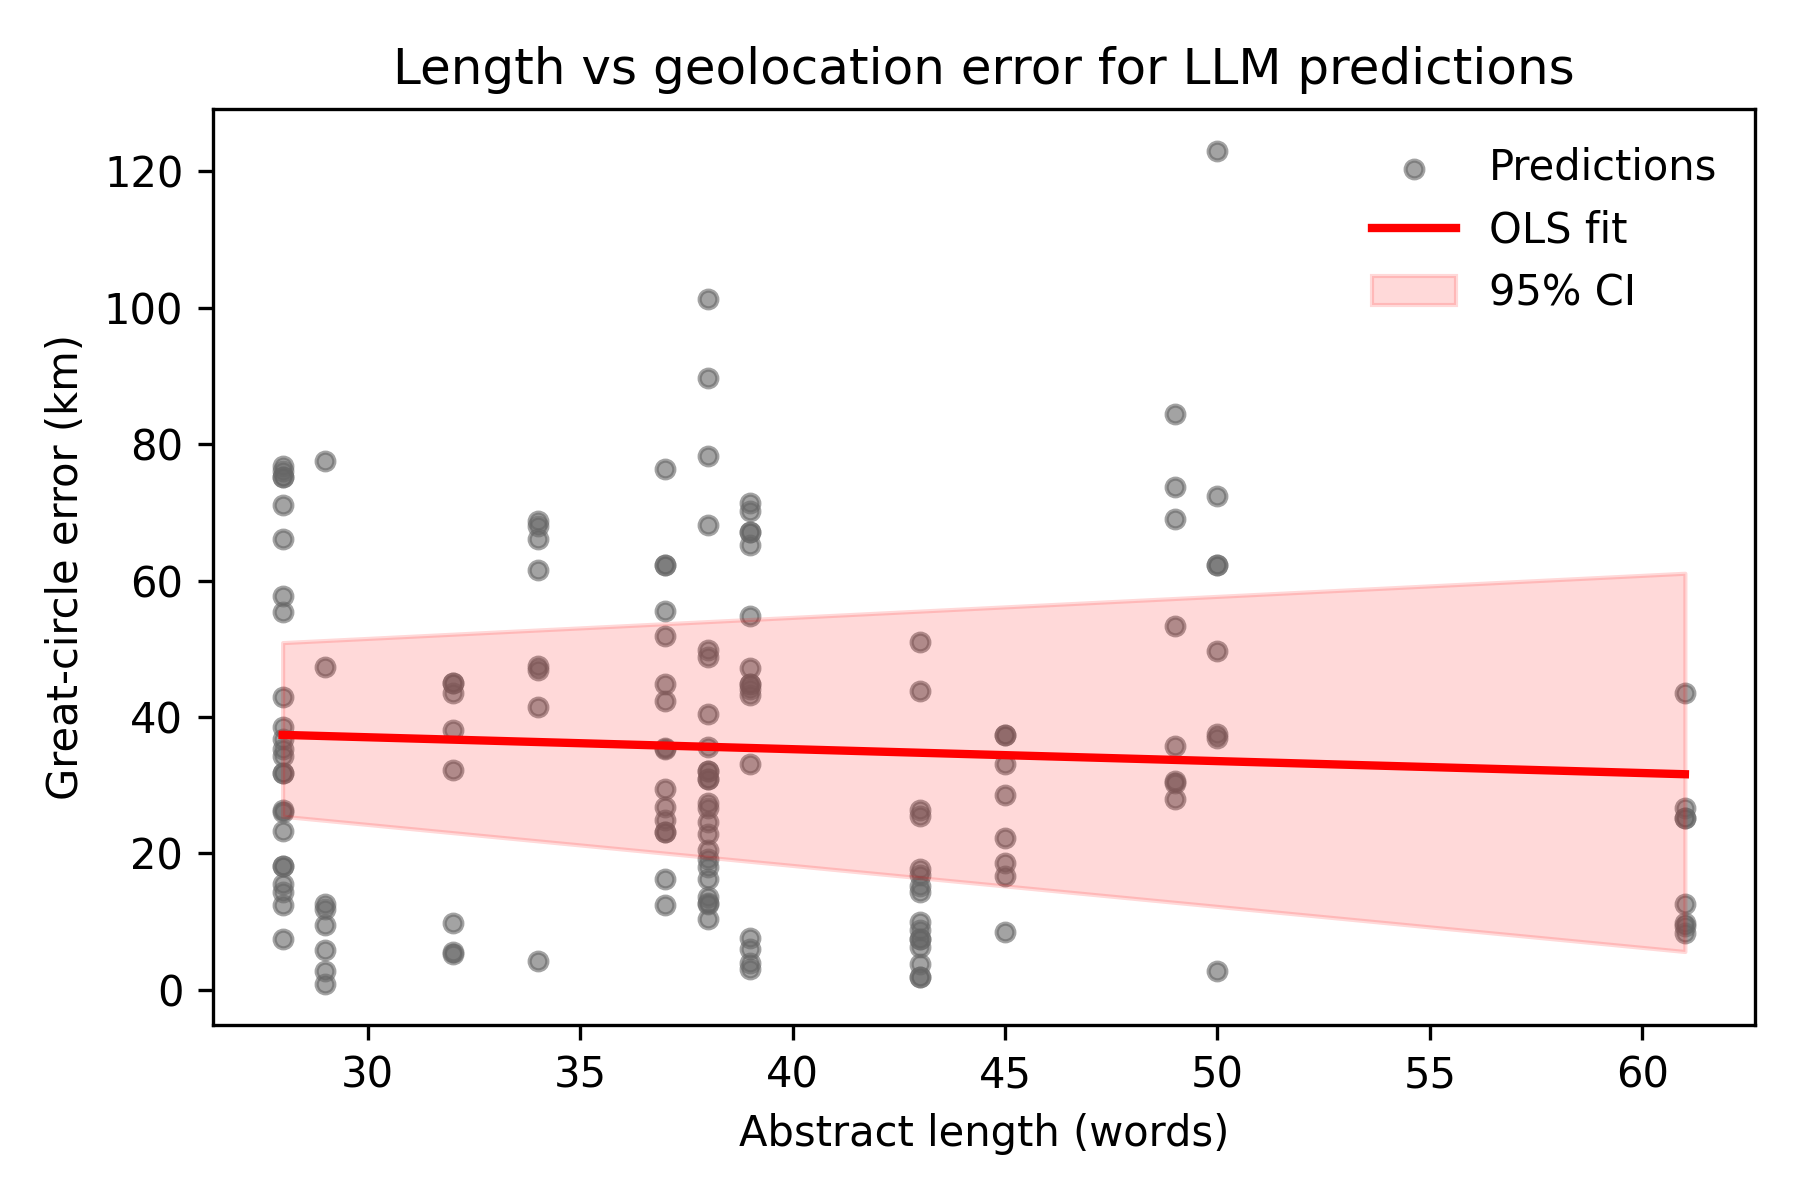 Length vs geolocation error for LLM predictions
Predictions
OLS fit
95% CI
Great-circle error (km)
120
100
80
60
40
20
0
30 35 40 45 50 55 60
Abstract length (words)